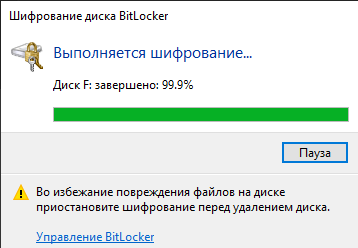 Шифрование диска BitLocker
Выполняется шифрование...
Диск F: завершено: 99.9%
Пауза
Во избежание повреждения файлов на диске
приостановите шифрование перед удалением диска.
Управление BitLocker